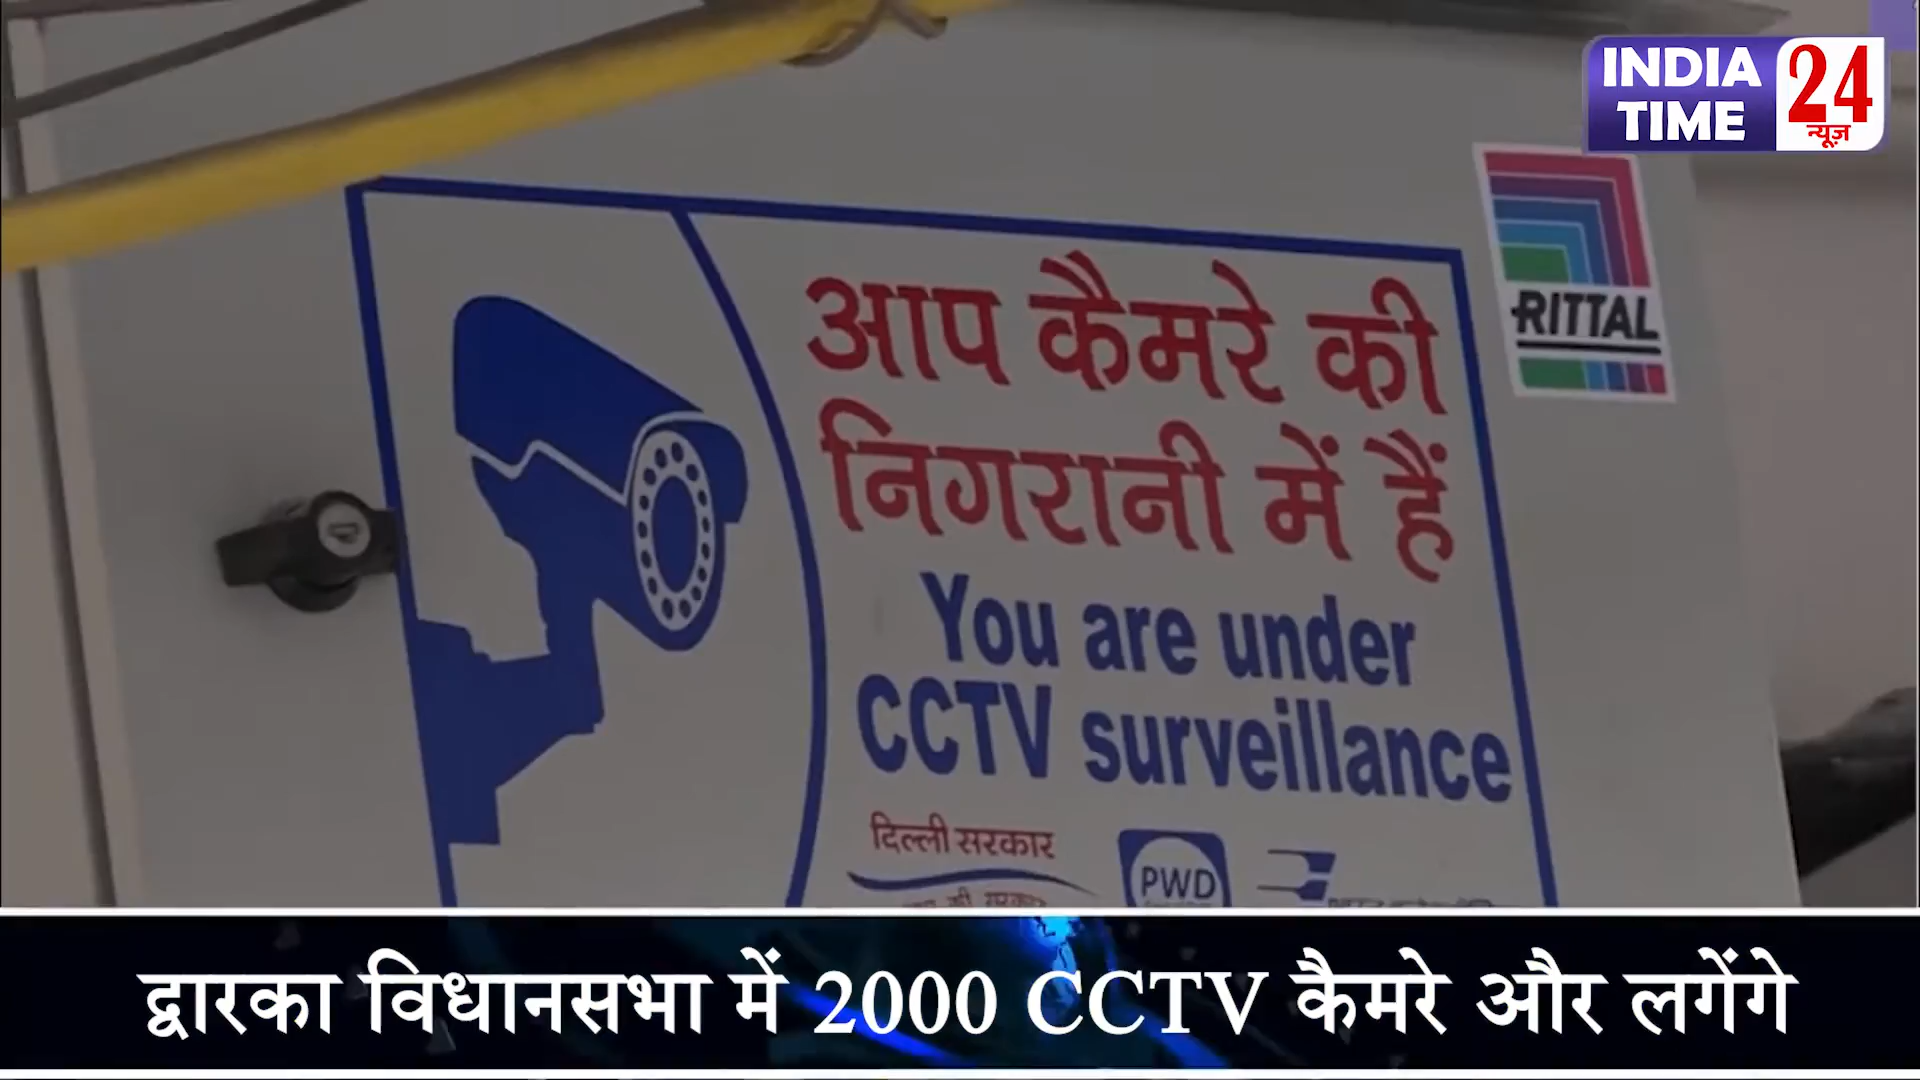 INDIA
TIME
24
न्यूज़
RITTAL
आप कैमरे की
निगरानी में हैं
You are under
CCTV surveillance
दिल्ली सरकार
PWD
द्वारका विधानसभा में 2000 CCTV कैमरे और लगेंगे